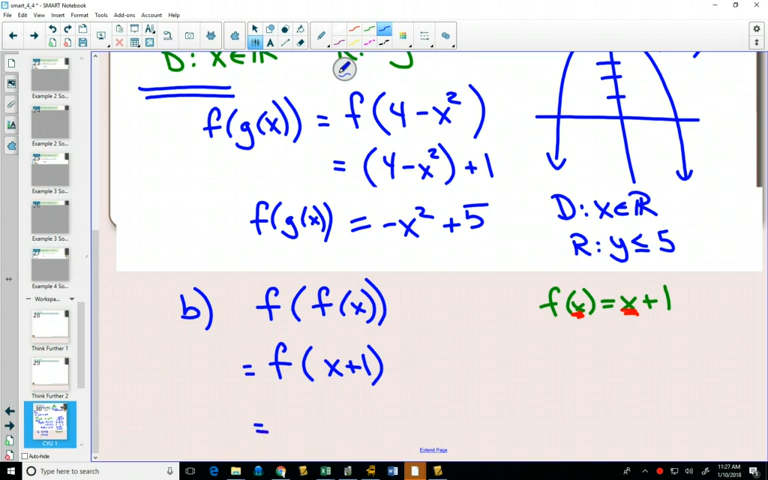 smart_4_4* - SMART Notebook
File Edit View Insert Format Tools Add-ons Account Help
D: x∈ℝ R: y
f(g(x)) = f(4-x²)
= (4-x²)+1
f(g(x)) = -x²+5
D: x∈ℝ
R: y≤5
b) f(f(x))
f(x)=x+1
= f(x+1)
=
Example 2 So...
Example 2 So...
Example 3 So...
Example 3 So...
Example 4 So...
Workspa...
28
Think Further 1
29
Think Further 2
30
CYU 1
Auto-hide
Extend Page
Type here to search
11:27 AM
1/10/2018